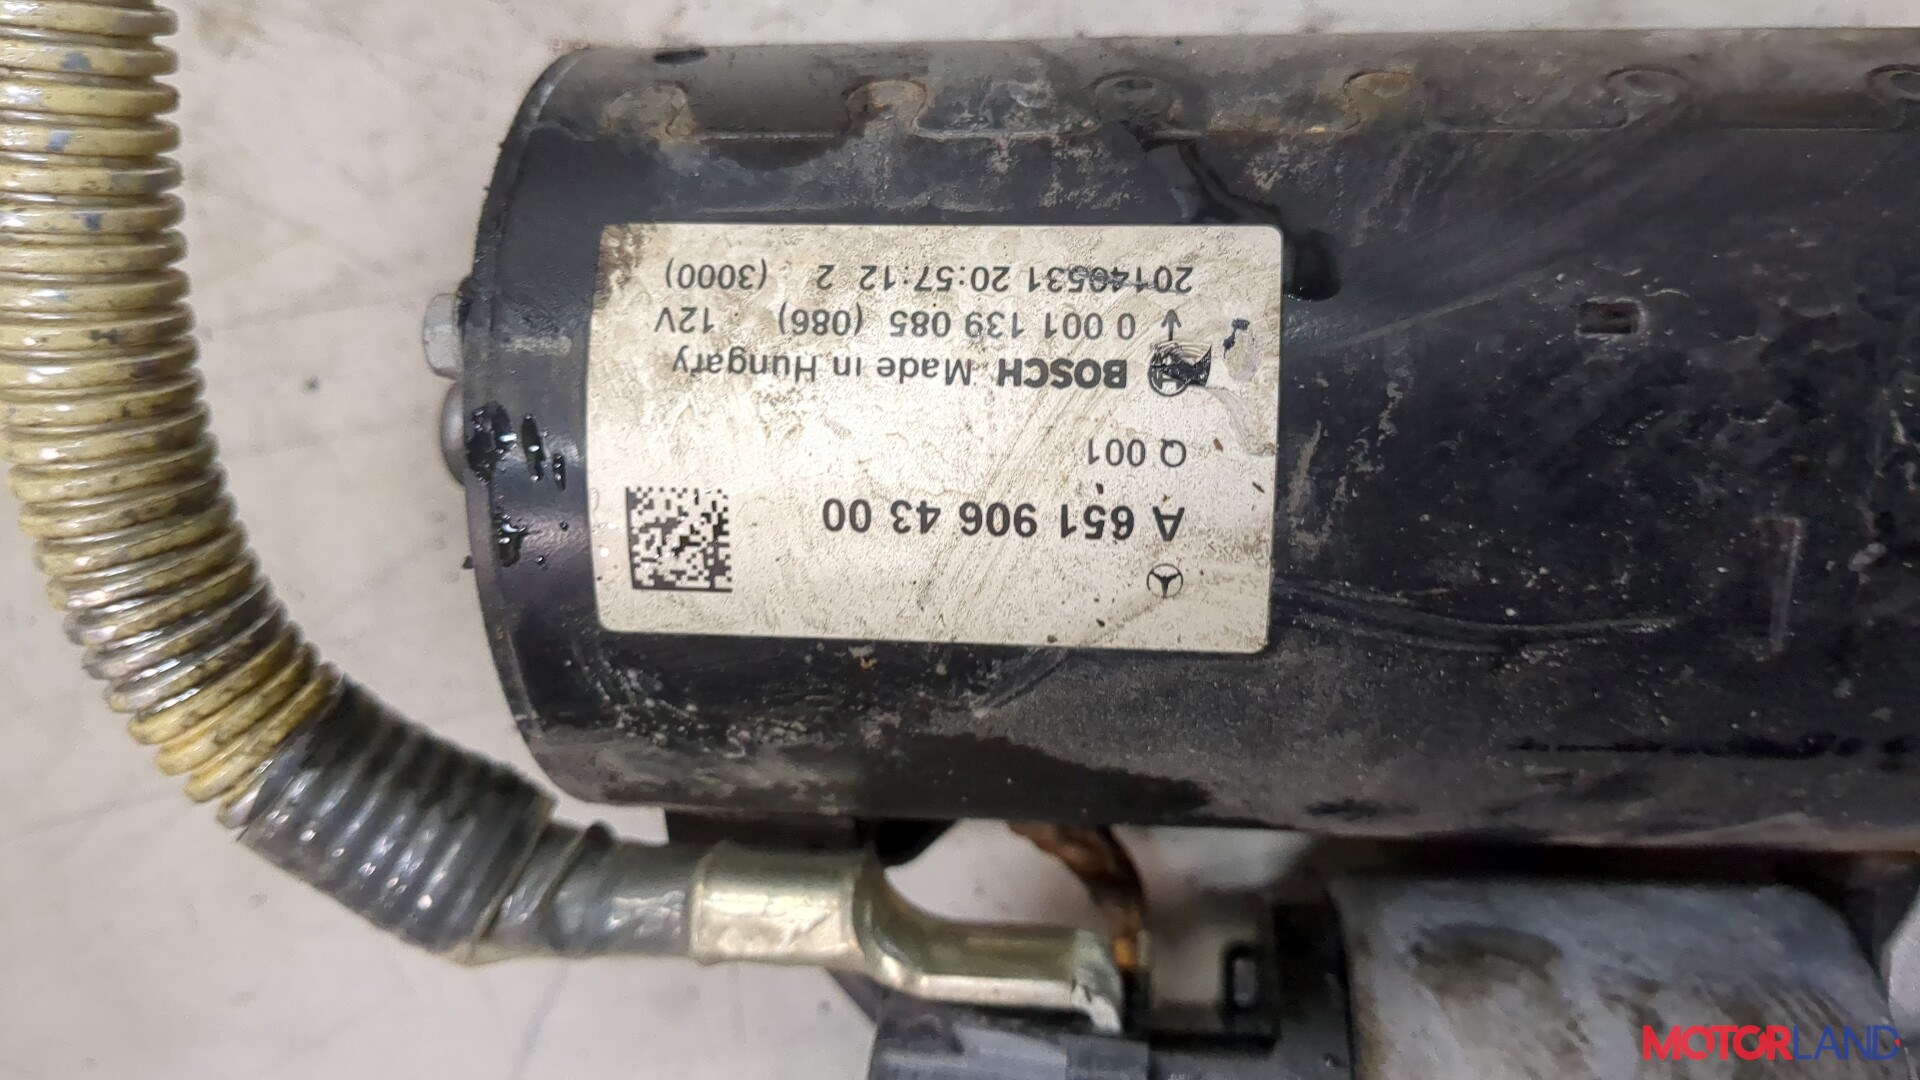 A 651 906 43 00
Q 001
BOSCH Made in Hungary
0 001 139 085 (086) 12V
20140531 20:57:12 2 (3000)
MOTORLAND